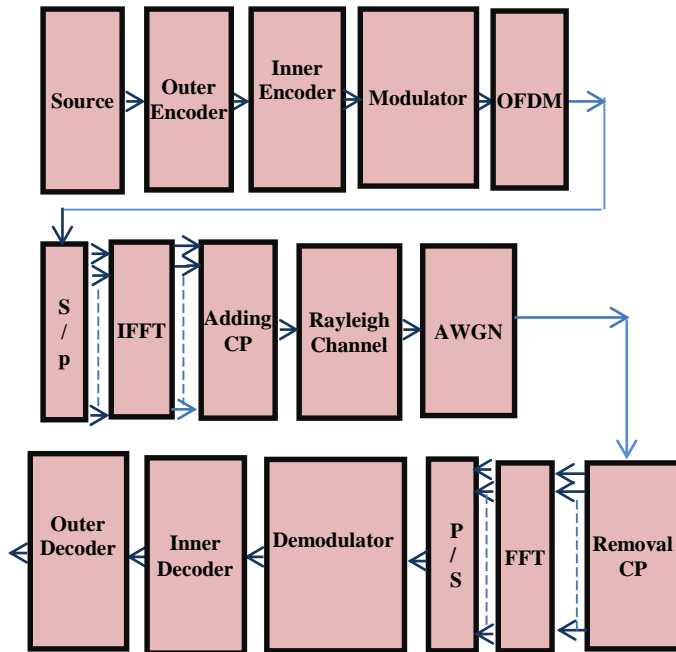 Source
Outer
Encoder
Inner
Encoder
Modulator
OFDM
S
/
p
IFFT
Adding
CP
Rayleigh
Channel
AWGN
Outer
Decoder
Inner
Decoder
Demodulator
P
/
S
FFT
Removal
CP